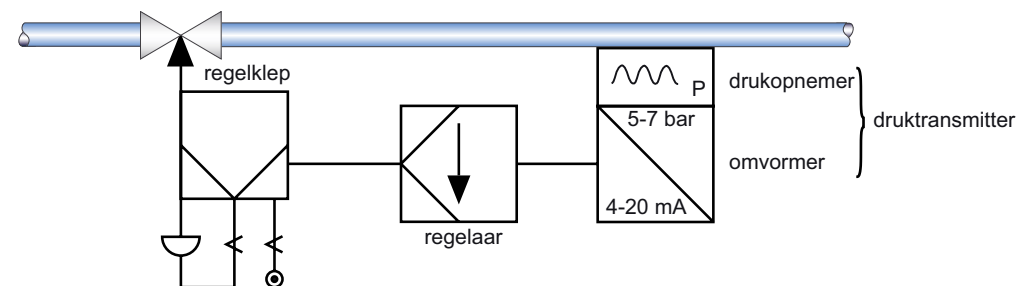 regelklep
P
drukopnemer
5-7 bar
druktransmitter
omvormer
4-20 mA
regelaar